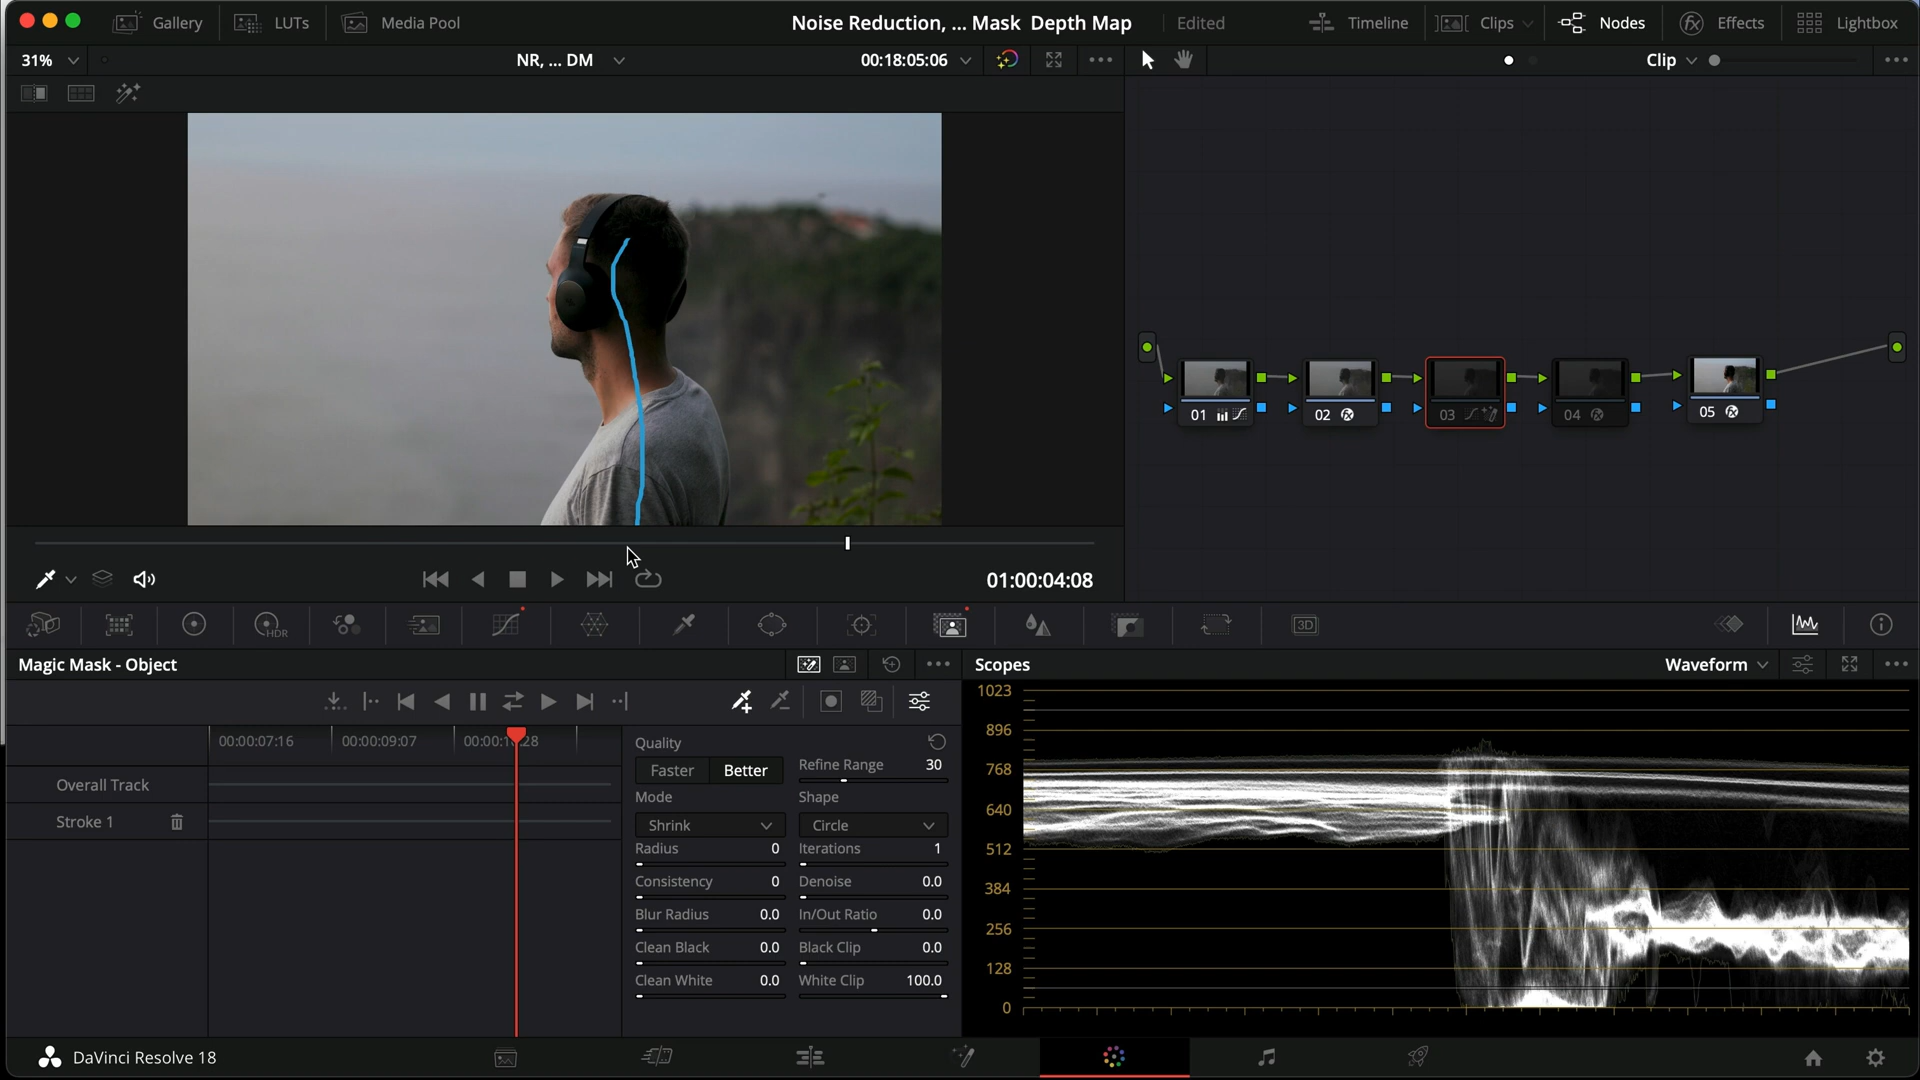 Gallery LUTs Media Pool Noise Reduction, ... Mask Depth Map Edited Timeline Clips Nodes Effects Lightbox
31% NR, ... DM 00:18:05:06 Clip
01 02 03 04 05
01:00:04:08
HDR 3D
Magic Mask - Object Scopes Waveform
00:00:07:16 00:00:09:07
Overall Track
Stroke 1
Quality
Faster Better Refine Range 30
Mode Shape
Shrink Circle
Radius 0 Iterations 1
Consistency 0 Denoise 0.0
Blur Radius 0.0 In/Out Ratio 0.0
Clean Black 0.0 Black Clip 0.0
Clean White 0.0 White Clip 100.0
1023
896
768
640
512
384
256
128
0
DaVinci Resolve 18